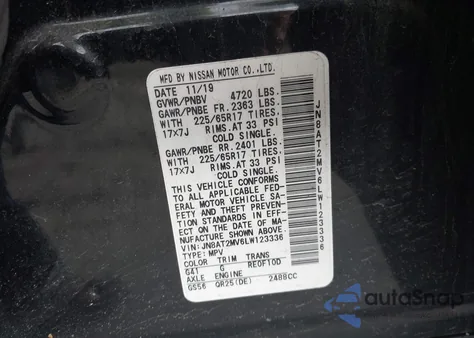 MFD BY NISSAN MOTOR CO.,LTD.
DATE 11/19
GVWR/PNBV 4720 LBS.
GAWR/PNBE FR. 2363 LBS.
WITH 225/65R17 TIRES.
17X7J RIMS.AT 33 PSI
COLD SINGLE.
GAWR/PNBE RR. 2401 LBS.
WITH 225/65R17 TIRES.
17X7J RIMS.AT 33 PSI
COLD SINGLE.
THIS VEHICLE CONFORMS
TO ALL APPLICABLE FED-
ERAL MOTOR VEHICLE SA-
FETY AND THEFT PREVEN-
TION STANDARDS IN EFF-
ECT ON THE DATE OF MA-
NUFACTURE SHOWN ABOVE
VIN: JN8AT2MV6LW123336
TYPE: MPV
COLOR TRIM TRANS
G41 G RE0F10D
AXLE ENGINE
GS56 QR25(DE) 2488CC
JN8AT2MV6LW123336
autoSnap